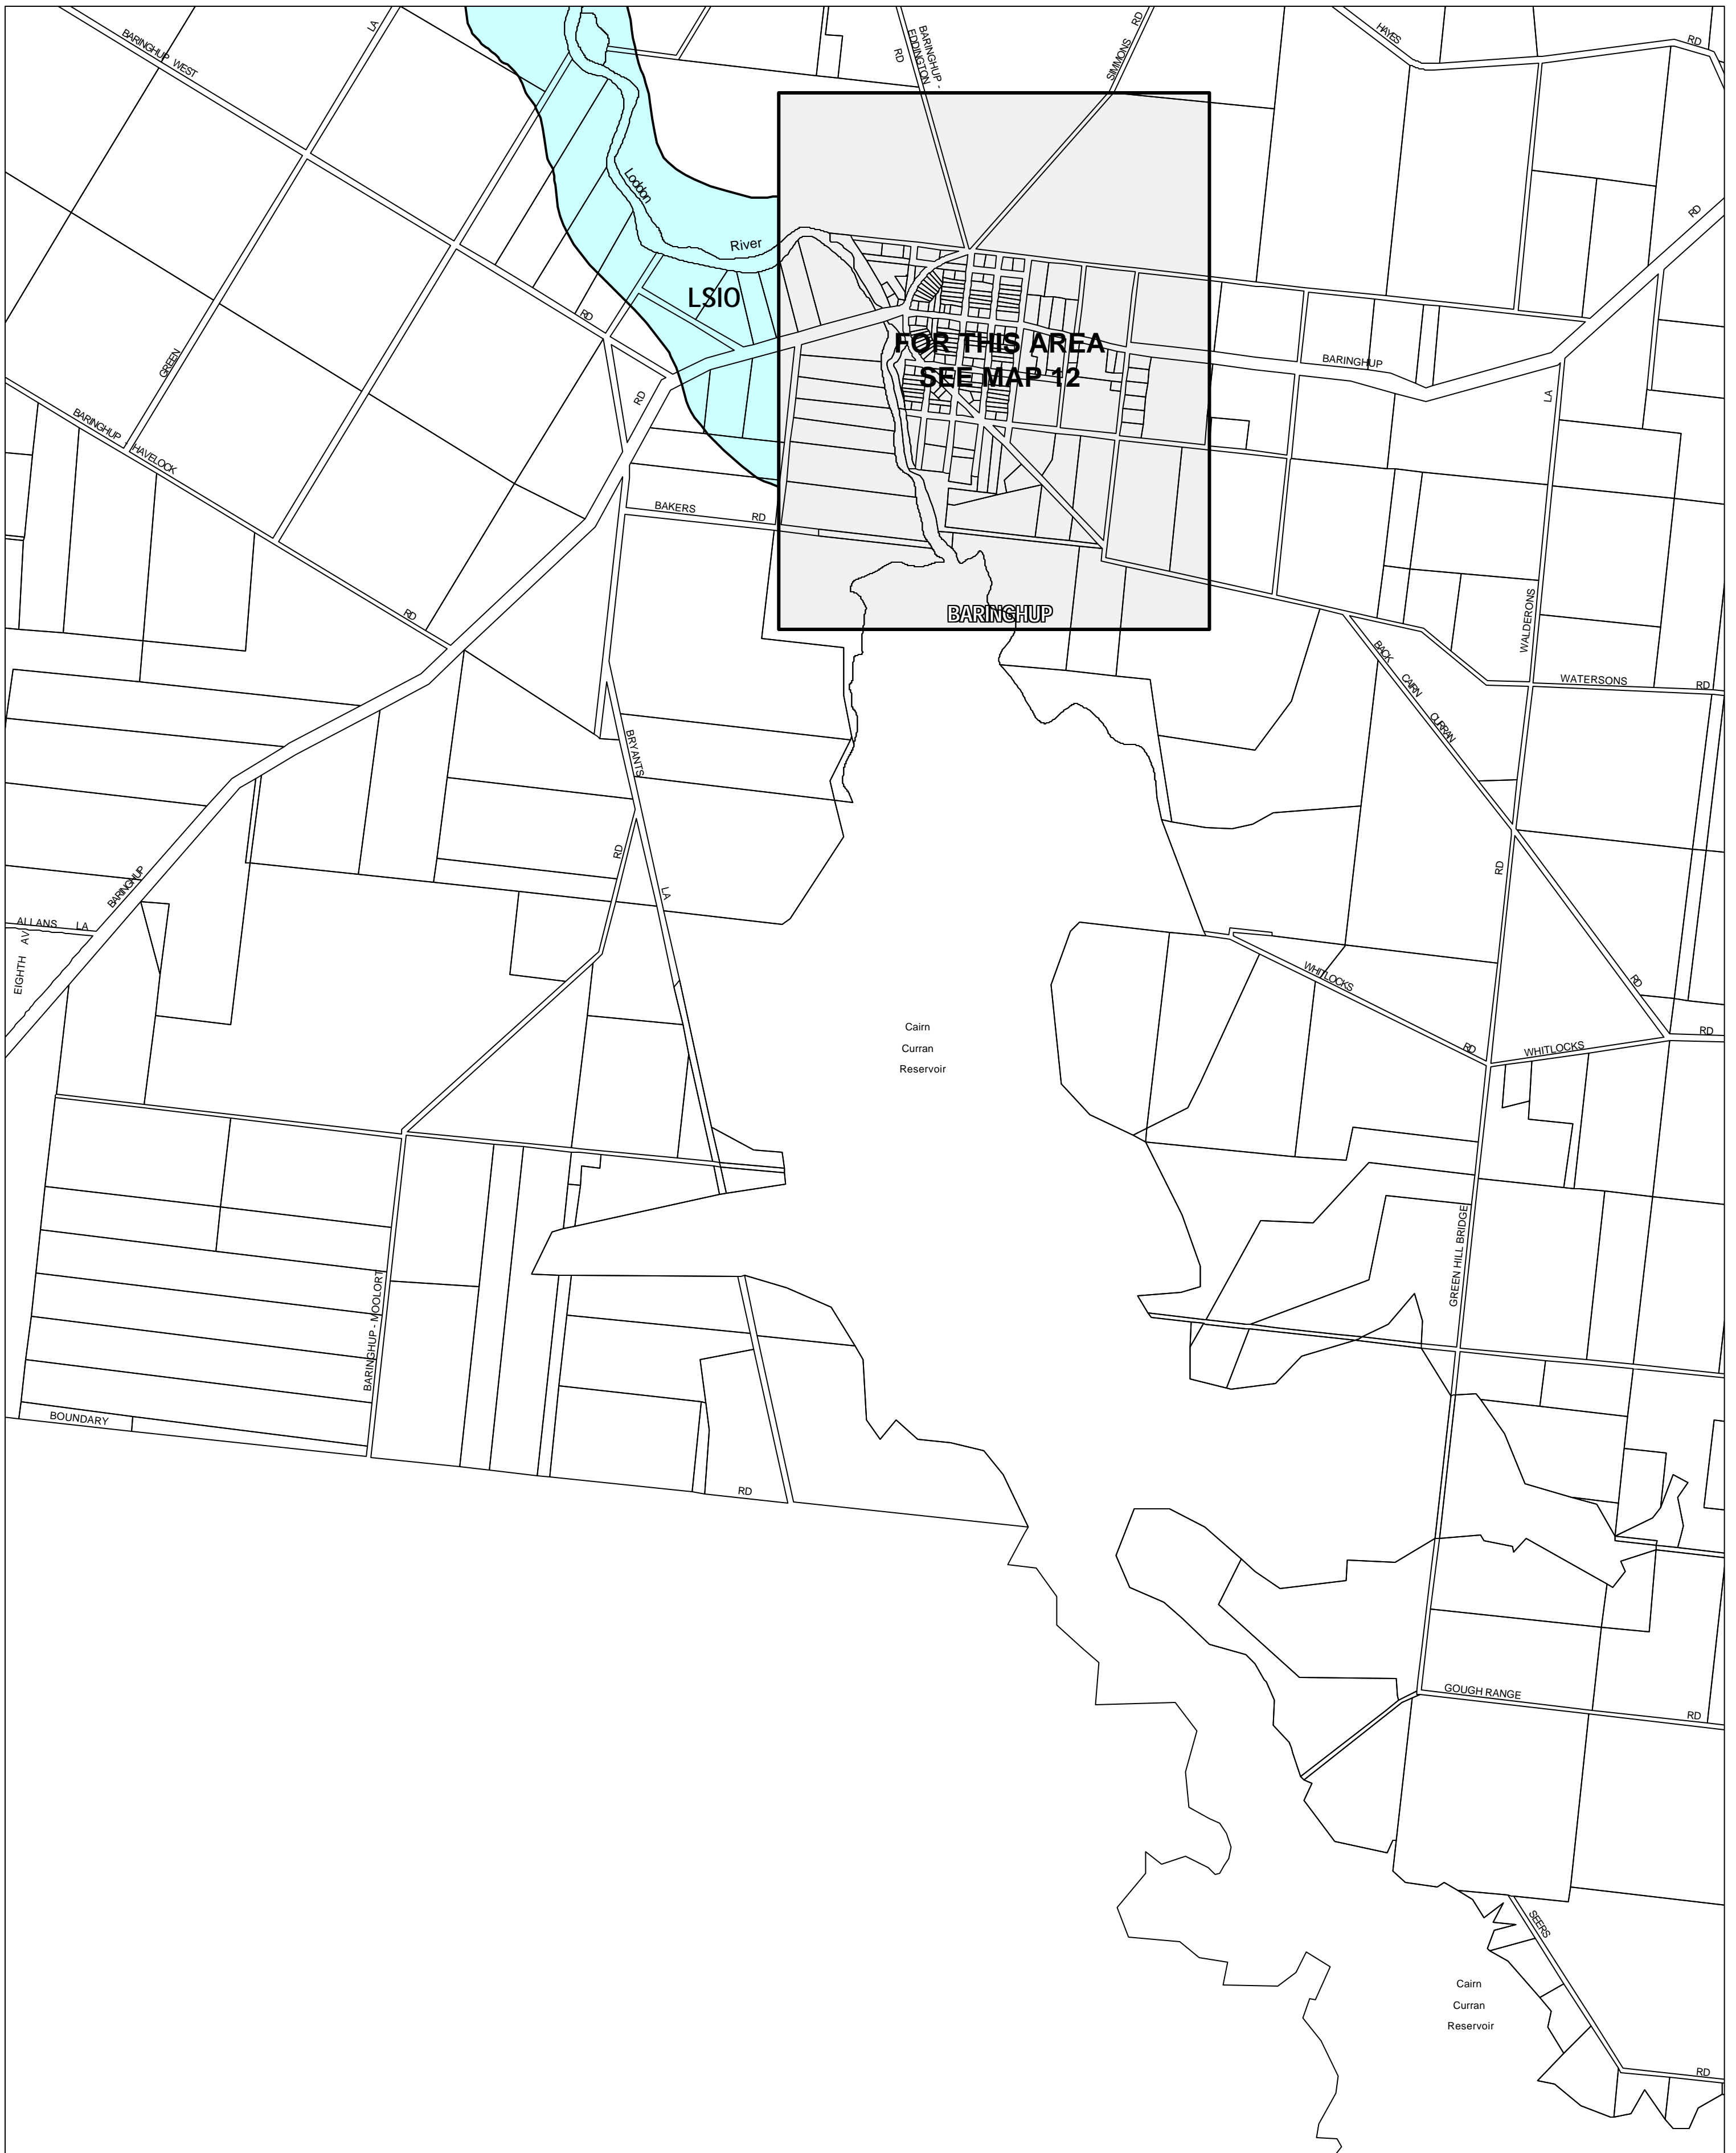 BARINGHUP WEST
LA
BARINGHUP -
EDDINGTON
RD
SIMMONS RD
HAYES
RD
Loddon
River
RD
LSIO
RD
FOR THIS AREA
SEE MAP 12
BARINGHUP
GREEN
RD
LA
BARINGHUP - HAVELOCK
BAKERS RD
RD
BARINGHUP
WALDERONS
BACK CAIRN CURRAN
WATERSONS RD
BRYANTS
RD
LA
RD
BARINGHUP
ALLANS LA
EIGHTH AV
WHITLOCKS
RD
RD
Cairn
Curran
Reservoir
RD
WHITLOCKS
GREEN HILL BRIDGE
BARINGHUP - MOOLORT
BOUNDARY
RD
GOUGH RANGE
RD
SEERS
Cairn
Curran
Reservoir
RD